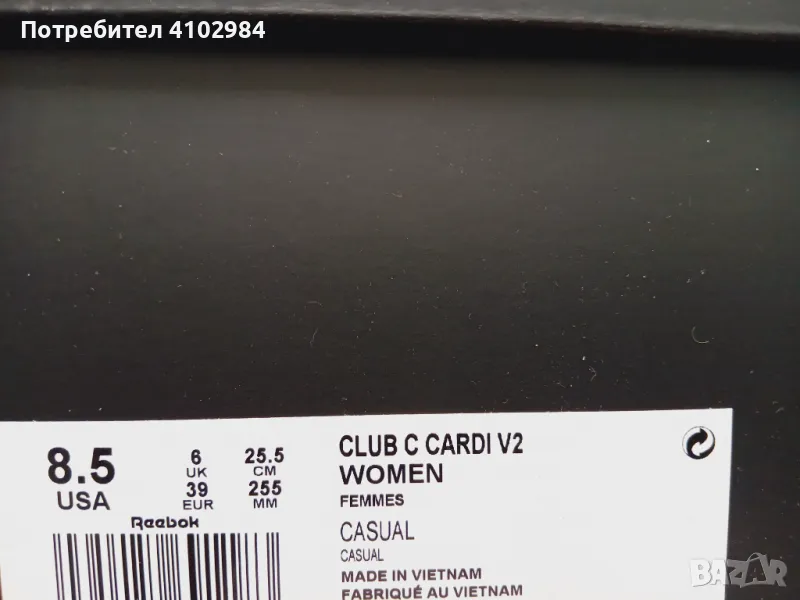 Потребител 4102984
8.5
USA
6
UK
39
EUR
25.5
CM
255
MM
Reebok
CLUB C CARDI V2
WOMEN
FEMMES
CASUAL
CASUAL
MADE IN VIETNAM
FABRIQUÉ AU VIETNAM
BAZAR